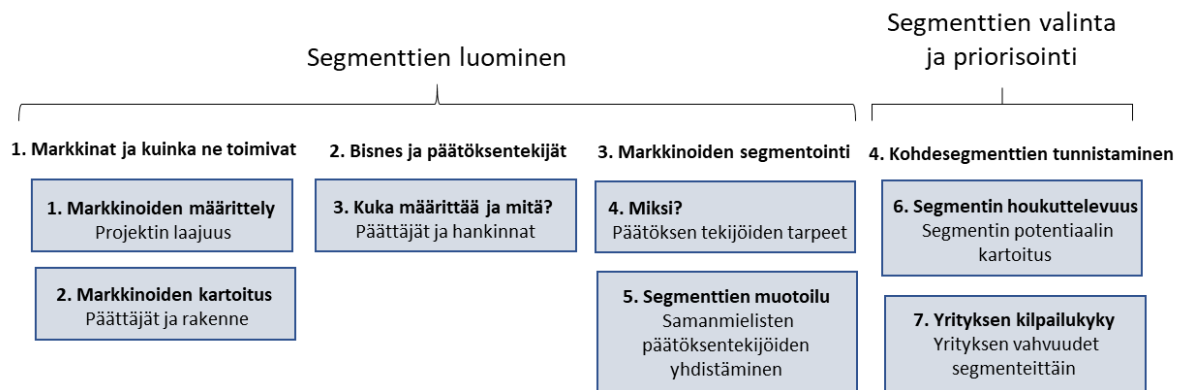 Segmenttien luominen
Segmenttien valinta
ja priorisointi
1. Markkinat ja kuinka ne toimivat
2. Bisnes ja päätöksentekijät
3. Markkinoiden segmentointi
4. Kohdesegmenttien tunnistaminen
1. Markkinoiden määrittely
Projektin laajuus
2. Markkinoiden kartoitus
Päättäjät ja rakenne
3. Kuka määrittää ja mitä?
Päättäjät ja hankinnat
4. Miksi?
Päätöksen tekijöiden tarpeet
5. Segmenttien muotoilu
Samanmielisten
päätöksentekijöiden
yhdistäminen
6. Segmentin houkuttelevuus
Segmentin potentiaalin
kartoitus
7. Yrityksen kilpailukyky
Yrityksen vahvuudet
segmenteittäin